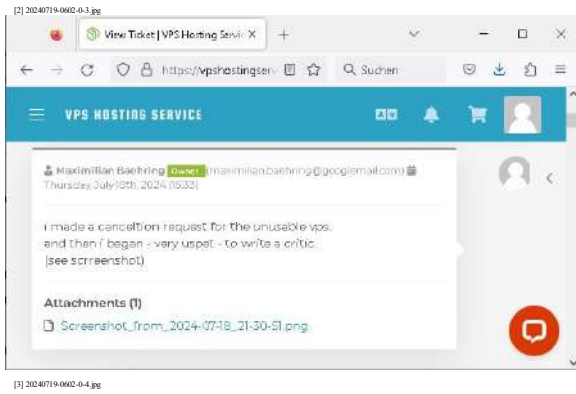 [2] 20240719-0602-0-3.jpg
View Ticket | VPS Hosting Servic X +
https://vpshostingserv
Suchen
VPS HOSTING SERVICE
Maximilian Baehring Owner (maximilian.baehring@googlemail.com)
Thursday, July 18th, 2024 (15:33)
i made a canceltion request for the unusable vps.
and then i began - very uspet - to write a critic.
(see scrreenshot)
Attachments (1)
Screenshot_from_2024-07-18_21-30-51.png
[3] 20240719-0602-0-4.jpg